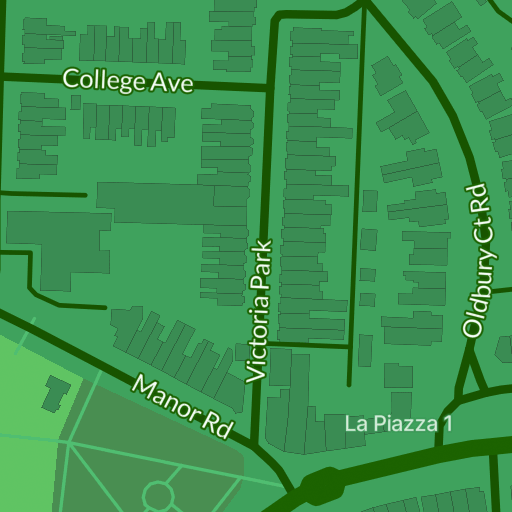 College Ave
Oldbury Ct Rd
Victoria Park
Manor Rd
La Piazza 1